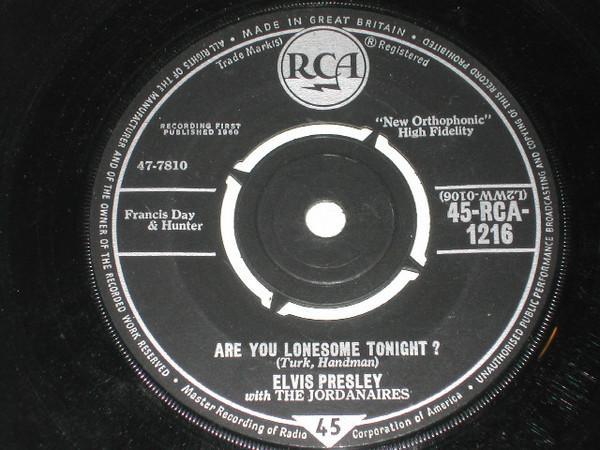 ALL RIGHTS OF THE MANUFACTURER AND OF THE OWNER OF THE RECORDED WORK RESERVED • MADE IN GREAT BRITAIN • UNAUTHORISED PUBLIC PERFORMANCE BROADCASTING AND COPYING OF THIS RECORD PROHIBITED
Trade Mark(s) ® Registered
RCA
RECORDING FIRST
PUBLISHED 1960
"New Orthophonic"
High Fidelity
47-7810
Francis Day
& Hunter
(L2WW-0106)
45-RCA-
1216
ARE YOU LONESOME TONIGHT ?
(Turk, Handman)
ELVIS PRESLEY
with THE JORDANAIRES
Master Recording of Radio Corporation of America
45